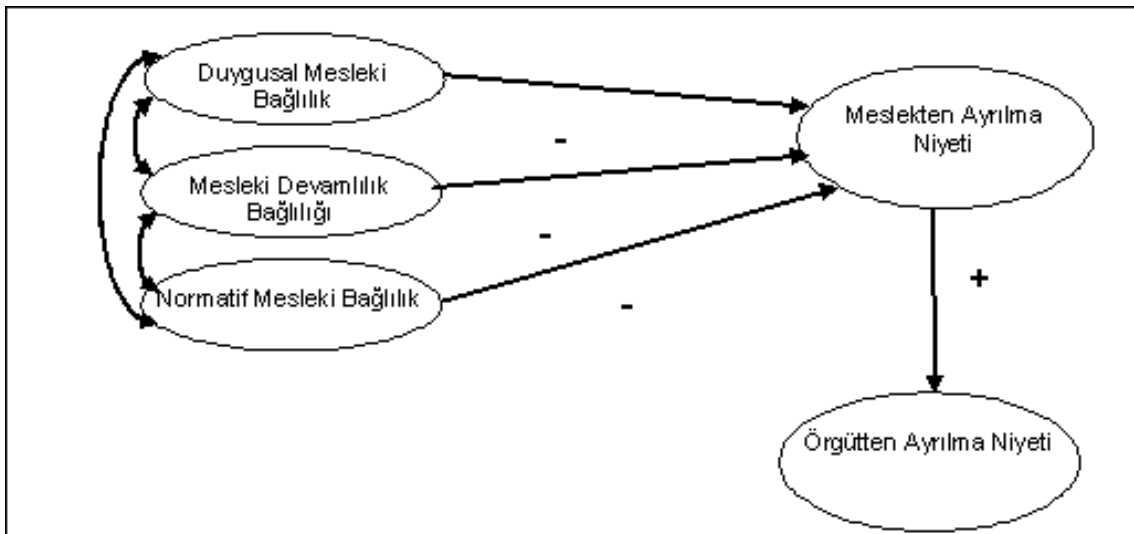 Duygusal Mesleki
Bağlılık
Meslekten Ayrılma
Niyeti
-
Mesleki Devamlılık
Bağlılığı
-
Normatif Mesleki Bağlılık
-
+
Örgütten Ayrılma Niyeti